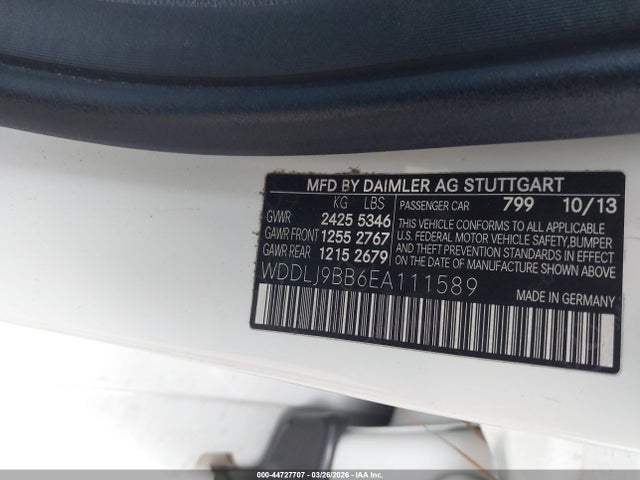 MFD BY DAIMLER AG STUTTGART
KG LBS
GVWR 2425 5346
GAWR FRONT 1255 2767
GAWR REAR 1215 2679
PASSENGER CAR 799 10/13
THIS VEHICLE CONFORMS TO ALL APPLICABLE
U.S. FEDERAL MOTOR VEHICLE SAFETY, BUMPER
AND THEFT PREVENTION STANDARDS IN EFFECT
ON THE DATE OF MANUFACTURE SHOWN ABOVE.
WDDLJ9BB6EA111589
MADE IN GERMANY
000-44727707 | 03/26/2026 | IAAI.COM